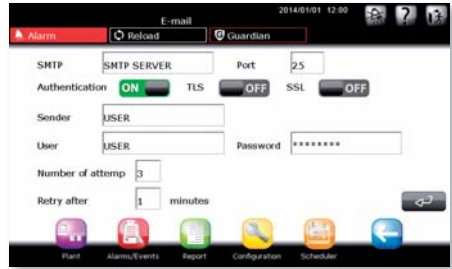 E-mail 2014/01/01 12:00
Alarm Reload Guardian
SMTP SMTP SERVER Port 25
Authentication ON TLS OFF SSL OFF
Sender USER
User USER Password ********
Number of attemp 3
Retry after 1 minutes
Plant Alarms/Events Report Configuration Scheduler